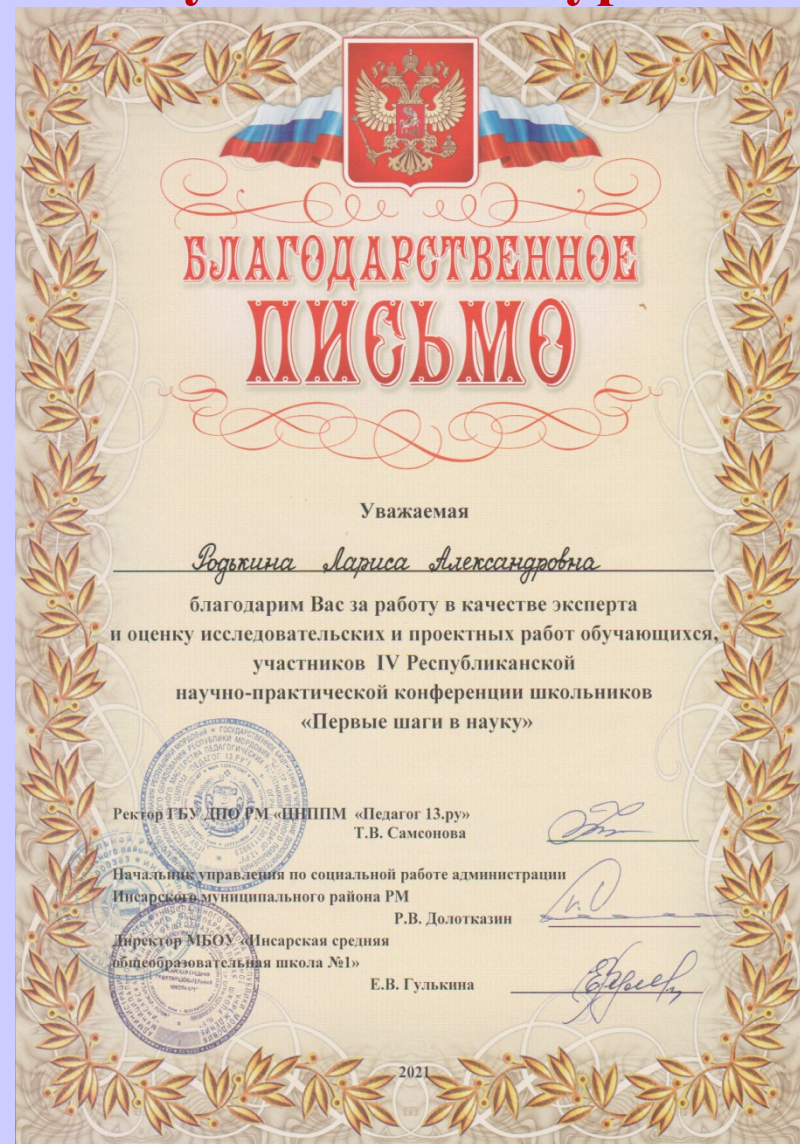 БЛАГОДАРСТВЕННОЕ
ПИСЬМО
Уважаемая
Родькина Лариса Александровна
благодарим Вас за работу в качестве эксперта
и оценку исследовательских и проектных работ обучающихся,
участников IV Республиканской
научно-практической конференции школьников
«Первые шаги в науку»
Ректор ГБУ ДПО РМ «ЦНППМ «Педагог 13.ру»
Т.В. Самсонова
Начальник управления по социальной работе администрации
Инсарского муниципального района РМ
Р.В. Долотказин
Директор МБОУ «Инсарская средняя
общеобразовательная школа №1»
Е.В. Гулькина
2021